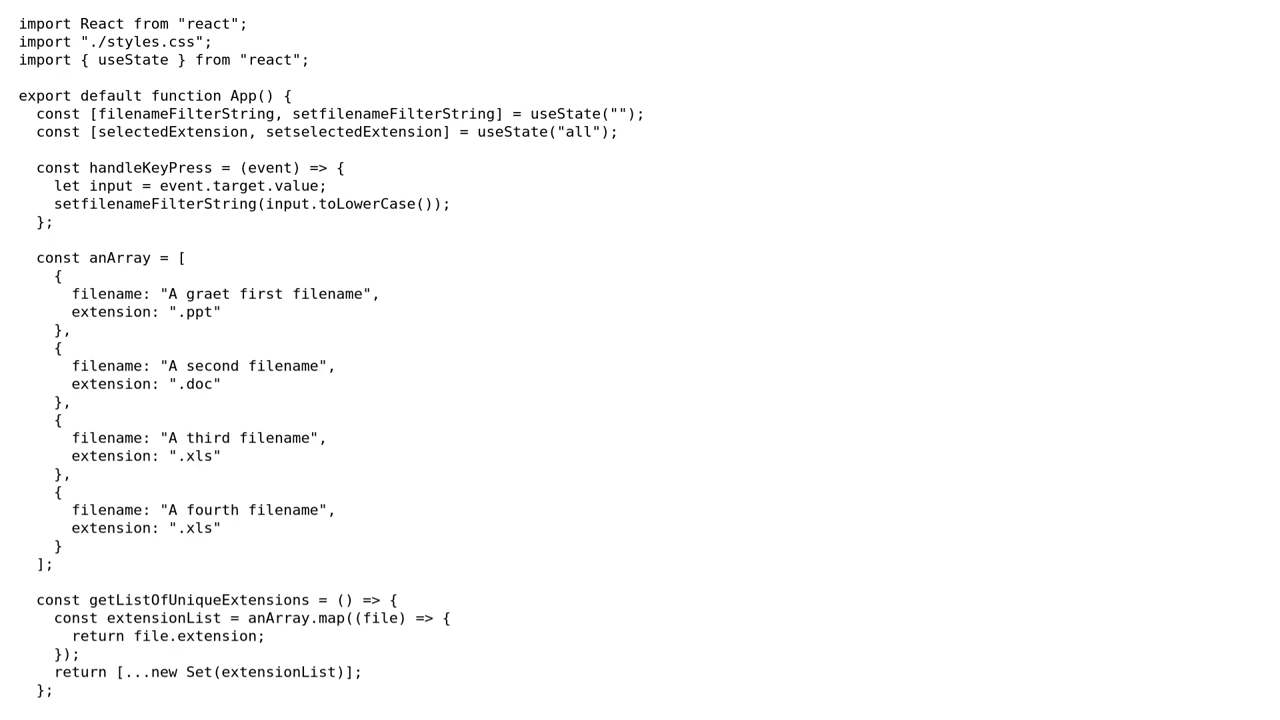 import React from "react";
import "./styles.css";
import { useState } from "react";

export default function App() {
  const [filenameFilterString, setfilenameFilterString] = useState("");
  const [selectedExtension, setselectedExtension] = useState("all");

  const handleKeyPress = (event) => {
    let input = event.target.value;
    setfilenameFilterString(input.toLowerCase());
  };

  const anArray = [
    {
      filename: "A graet first filename",
      extension: ".ppt"
    },
    {
      filename: "A second filename",
      extension: ".doc"
    },
    {
      filename: "A third filename",
      extension: ".xls"
    },
    {
      filename: "A fourth filename",
      extension: ".xls"
    }
  ];

  const getListOfUniqueExtensions = () => {
    const extensionList = anArray.map((file) => {
      return file.extension;
    });
    return [...new Set(extensionList)];
  };